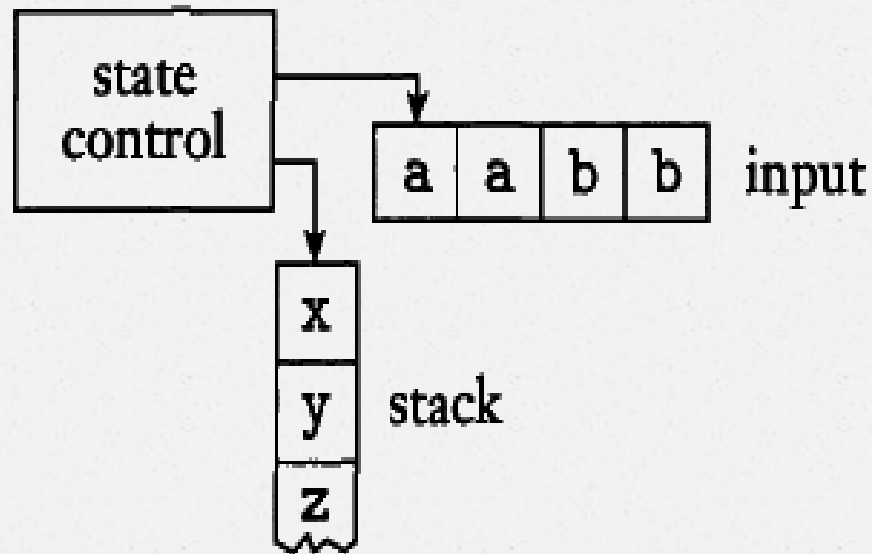 state
control
a a b b input
x
y stack
z